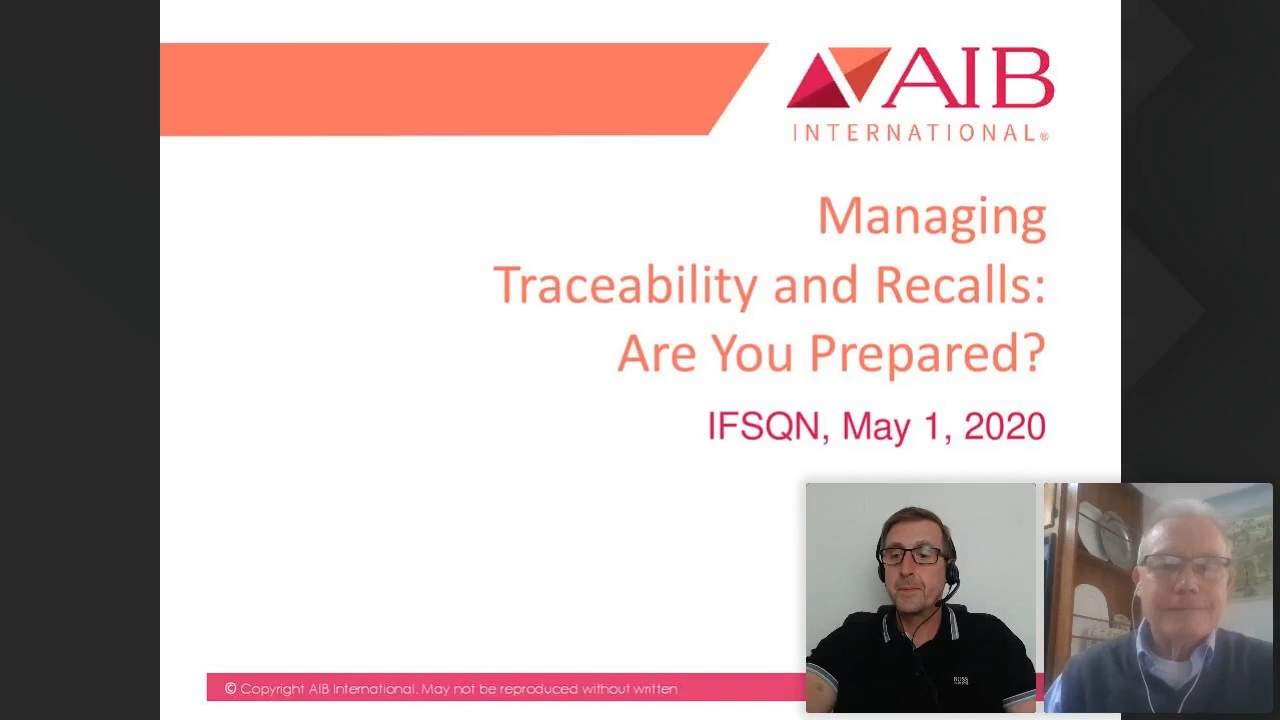 AIB
INTERNATIONAL®
Managing
Traceability and Recalls:
Are You Prepared?
IFSQN, May 1, 2020
© Copyright AIB International. May not be reproduced without written
BOSS